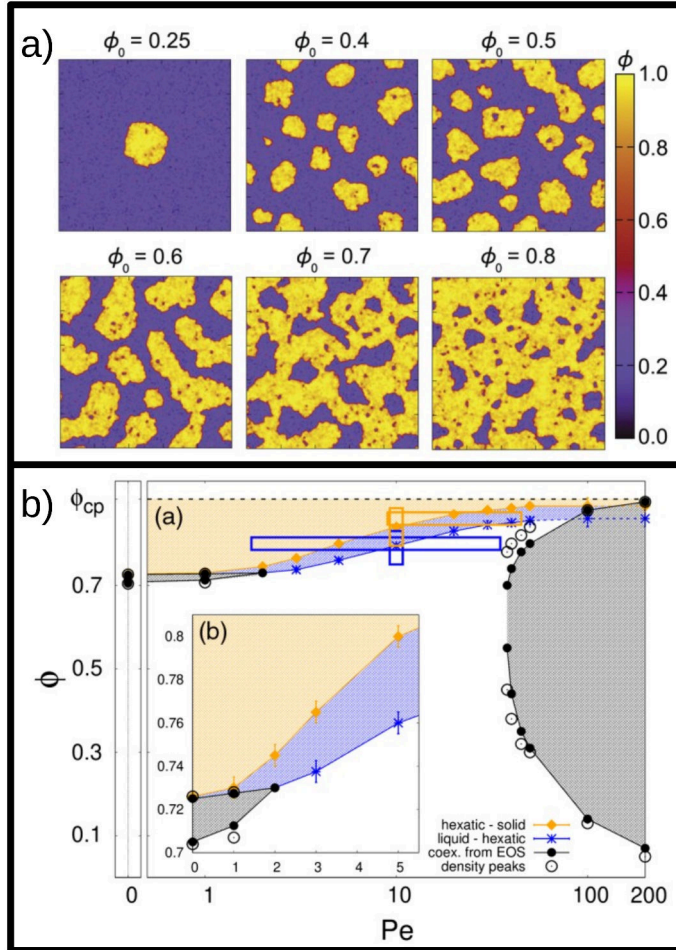 a)
ϕ₀ = 0.25
ϕ₀ = 0.4
ϕ₀ = 0.5
ϕ
1.0
0.8
0.6
0.4
0.2
0.0
ϕ₀ = 0.6
ϕ₀ = 0.7
ϕ₀ = 0.8
b)
ϕcp
(a)
0.7
0.5
0.3
0.1
ϕ
(b)
0.8
0.78
0.76
0.74
0.72
0.7
0 1 2 3 4 5
hexatic - solid
liquid - hexatic
coex. from EOS
density peaks
0 1 10 100 200
Pe